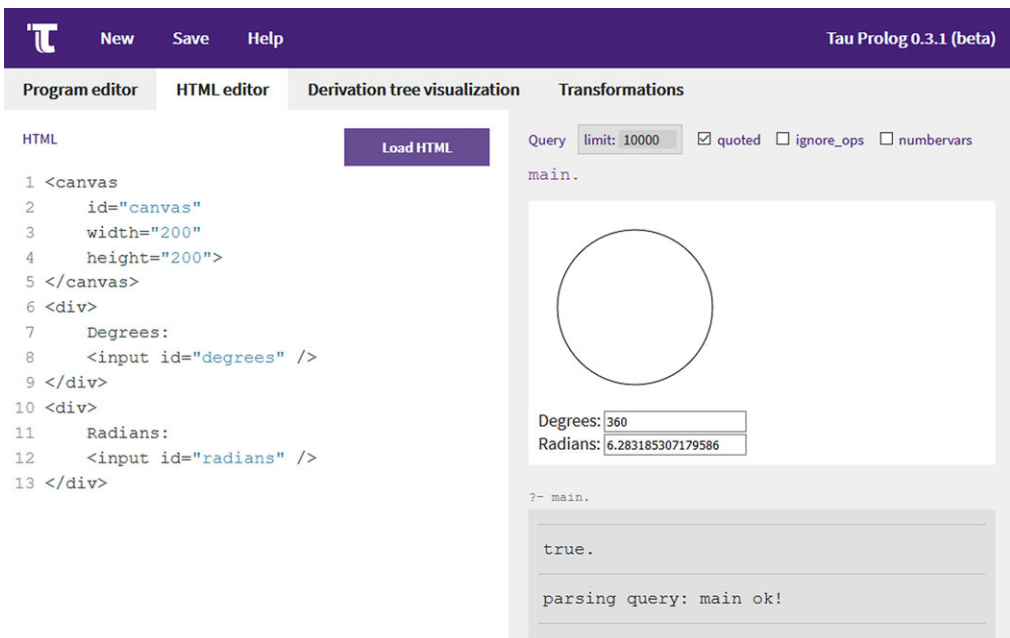 New Save Help Tau Prolog 0.3.1 (beta)
Program editor HTML editor Derivation tree visualization Transformations
HTML Load HTML
1 <canvas
2 id="canvas"
3 width="200"
4 height="200">
5 </canvas>
6 <div>
7 Degrees:
8 <input id="degrees" />
9 </div>
10 <div>
11 Radians:
12 <input id="radians" />
13 </div>
Query limit: 10000 quoted ignore_ops numbervars
main.
Degrees: 360
Radians: 6.283185307179586
?- main.
true.
parsing query: main ok!